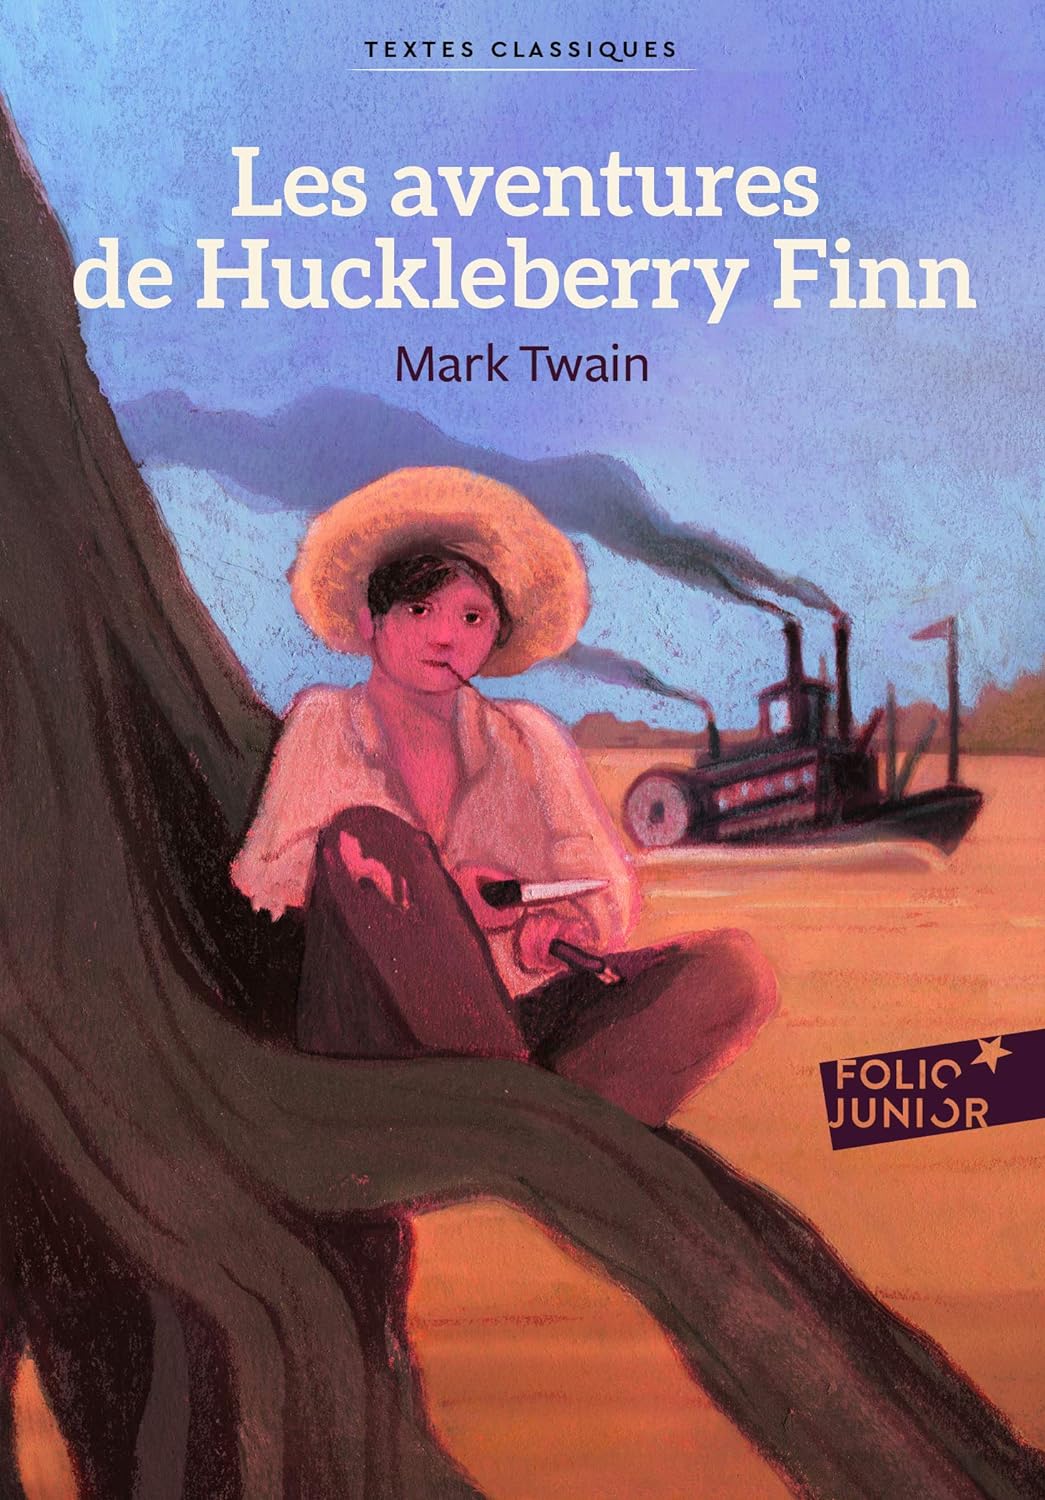 TEXTES CLASSIQUES
Les aventures
de Huckleberry Finn
Mark Twain
FOLIO
JUNIOR